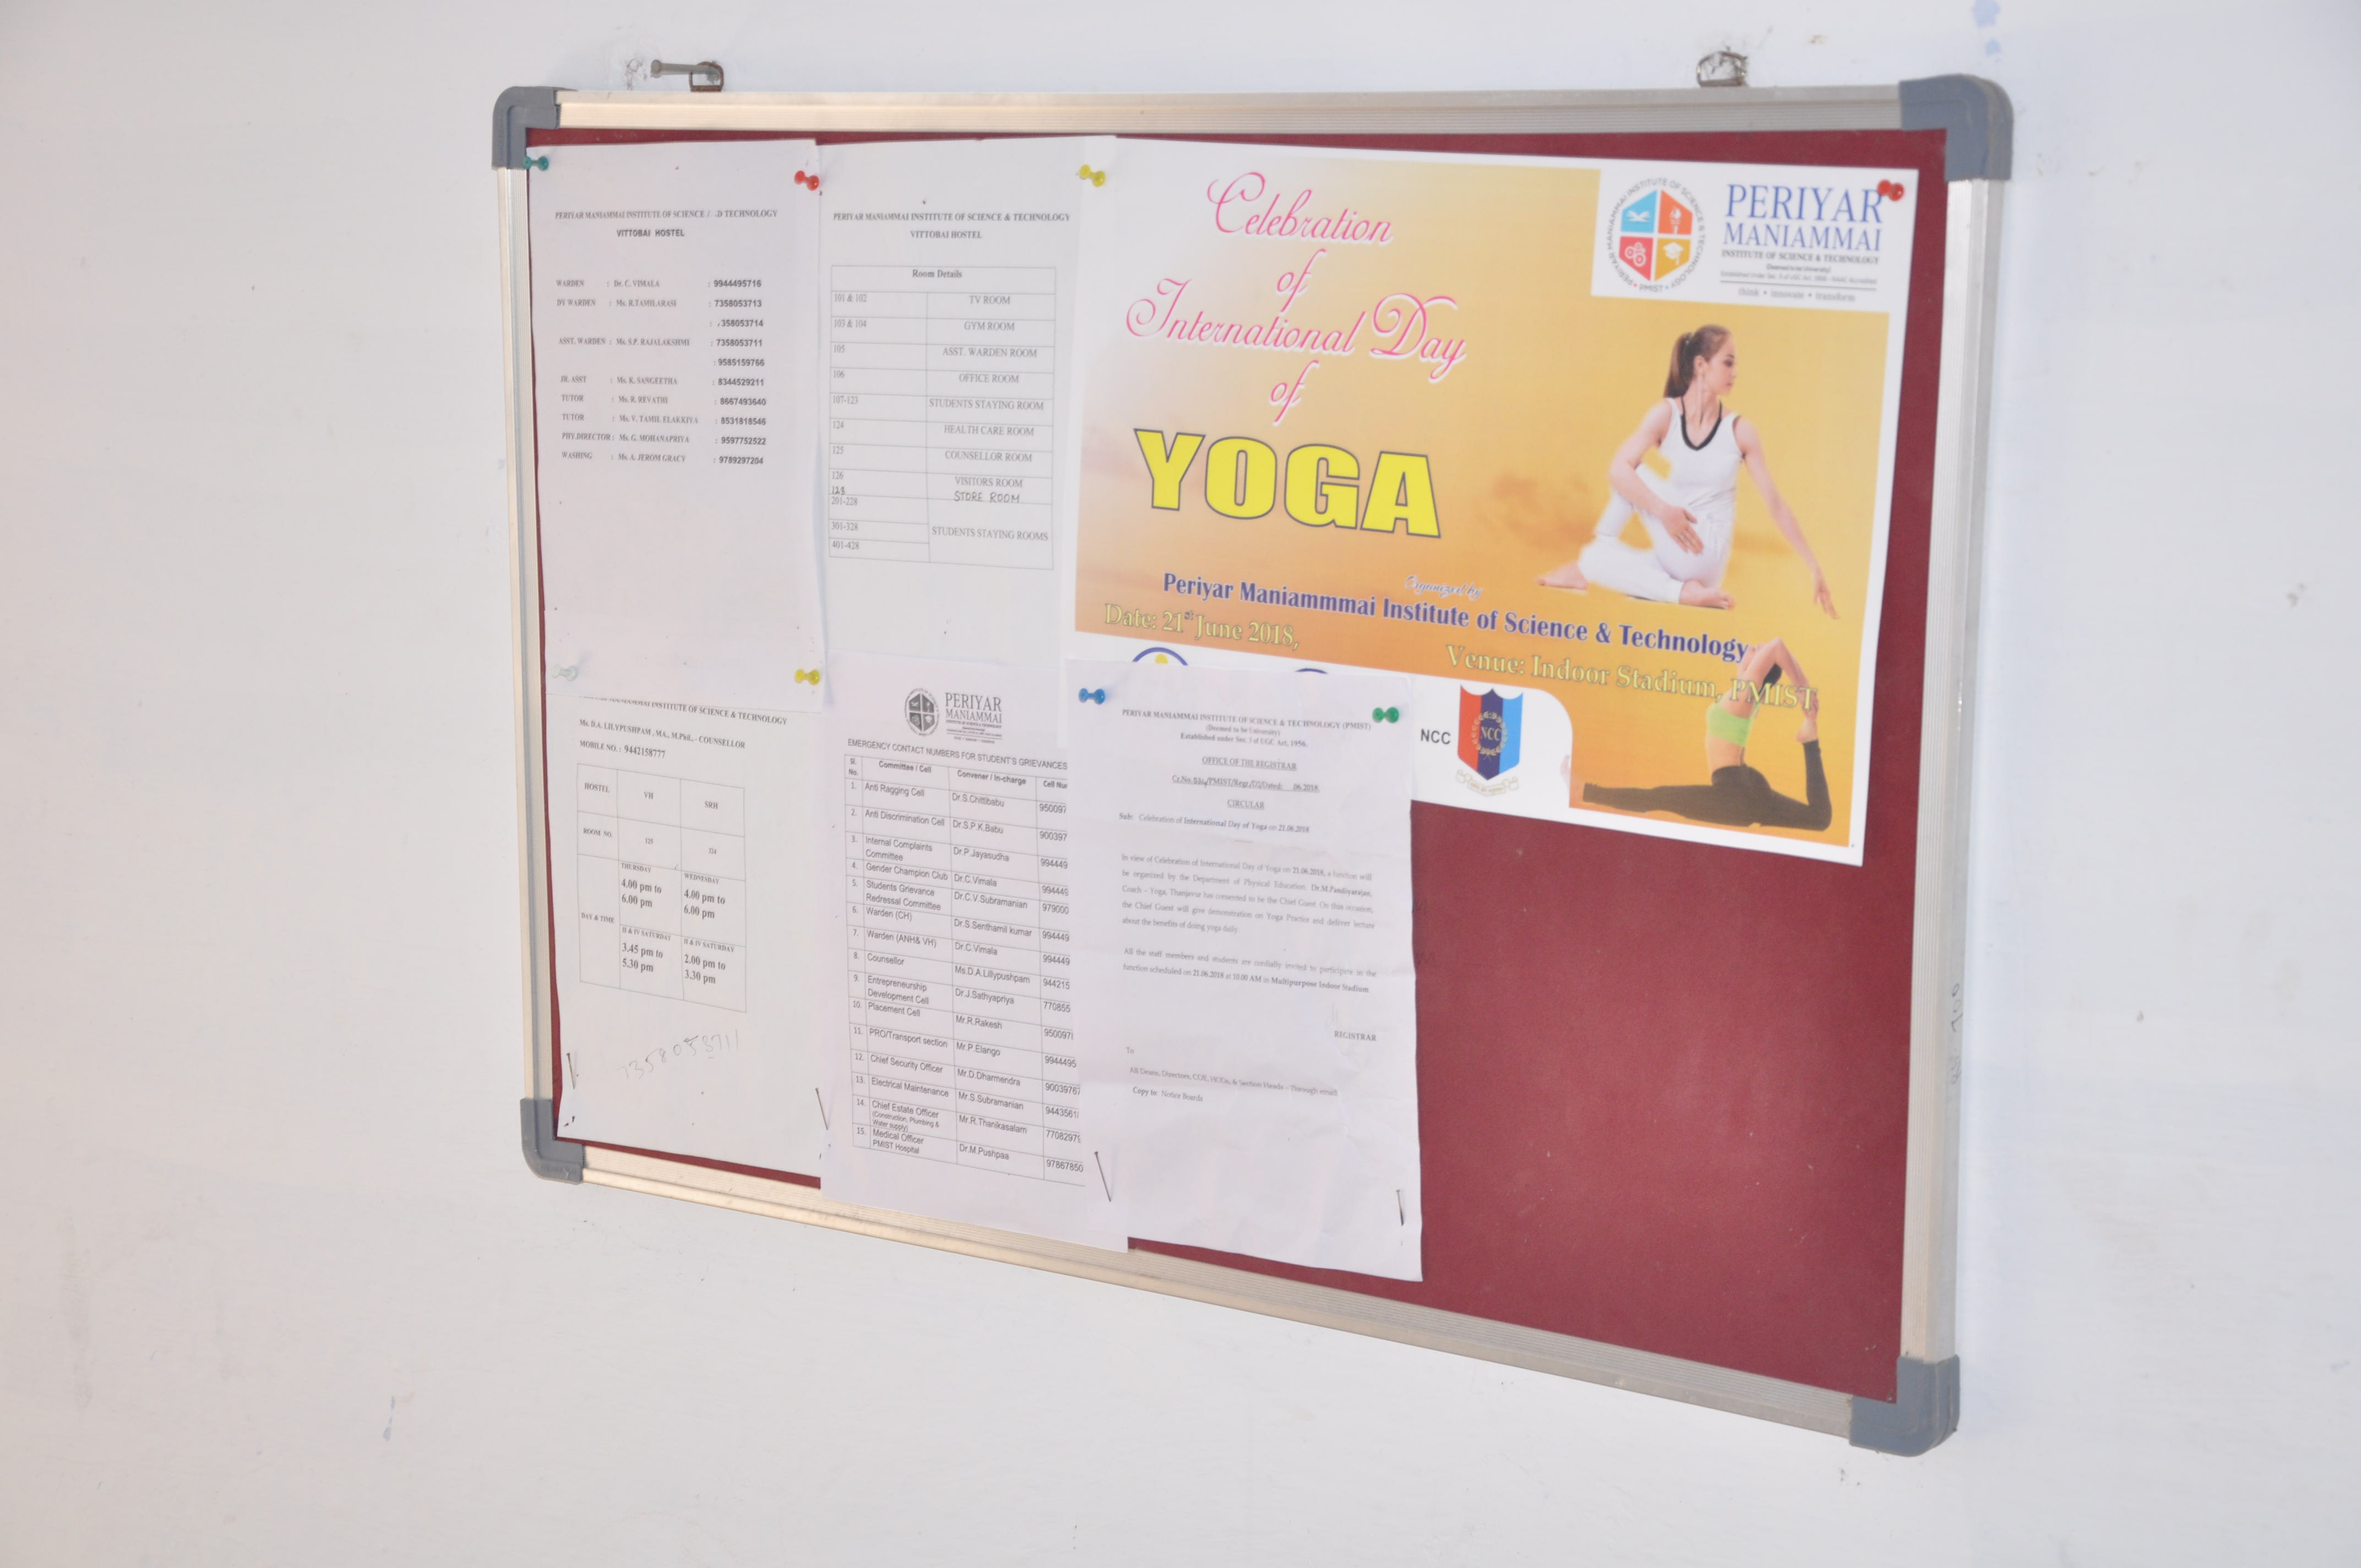 PERIYAR MANIAMMAI INSTITUTE OF SCIENCE D TECHNOLOGY
VITTOBAI HOSTEL
WARDEN : Dr. C. VIMALA : 9944495716
DY WARDEN : Ms. R.TAMILARASI : 7358053713
: 358053714
ASST. WARDEN : Ms. S.P. RAJALAKSHMI : 7358053711
: 9585159766
JR. ASST : Ms. K. SANGEETHA : 8344529211
TUTOR : Ms. R. REVATHI : 8667493640
TUTOR : Ms. V. TAMIL ELAKKIYA : 8531818546
PHY.DIRECTOR : Ms. G. MOHANAPRIYA : 9597752522
WASHING : Ms. A. JEROM GRACY : 9789297204
PERIYAR MANIAMMAI INSTITUTE OF SCIENCE & TECHNOLOGY
VITTOBAI HOSTEL
Room Details
101 & 102 TV ROOM
103 & 104 GYM ROOM
105 ASST. WARDEN ROOM
106 OFFICE ROOM
107-123 STUDENTS STAYING ROOM
124 HEALTH CARE ROOM
125 COUNSELLOR ROOM
126 VISITORS ROOM
128 STORE ROOM
201-228
301-328 STUDENTS STAYING ROOMS
401-428
Celebration
of
International Day
of
YOGA
PERIYAR MANIAMMAI INSTITUTE OF SCIENCE & TECHNOLOGY
PMIST
PERIYAR
MANIAMMAI
INSTITUTE OF SCIENCE & TECHNOLOGY
(Deemed to be University)
think • innovate • transform
Organized by
Periyar Maniammmai Institute of Science & Technology
Date: 21st June 2018,
Venue: Indoor Stadium, PMIST
NCC
NCC
INSTITUTE OF SCIENCE & TECHNOLOGY
Ms. D.A. LILYPUSHPAM , MA., M.Phil., - COUNSELLOR
MOBILE NO. : 9442158777
HOSTEL VH SRH
ROOM NO. 125 324
DAY & TIME
THURSDAY WEDNESDAY
4.00 pm to 4.00 pm to
6.00 pm 6.00 pm
II & IV SATURDAY II & IV SATURDAY
3.45 pm to 2.00 pm to
5.30 pm 3.30 pm
7358053711
PERIYAR
MANIAMMAI
EMERGENCY CONTACT NUMBERS FOR STUDENT'S GRIEVANCES
Sl. No. Committee / Cell Convener / In-charge Cell Nu
1. Anti Ragging Cell Dr.S.Chittibabu 950097
2. Anti Discrimination Cell Dr.S.P.K.Babu 900397
3. Internal Complaints Committee Dr.P.Jayasudha 994449
4. Gender Champion Club Dr.C.Vimala 994449
5. Students Grievance Redressal Committee Dr.C.V.Subramanian 979000
6. Warden (CH) Dr.S.Senthamil kumar 994449
7. Warden (ANH& VH) Dr.C.Vimala 994449
8. Counsellor Ms.D.A.Lillypushpam 944215
9. Entrepreneurship Development Cell Dr.J.Sathyapriya 770855
10. Placement Cell Mr.R.Rakesh 950097
11. PRO/Transport section Mr.P.Elango 9944495
12. Chief Security Officer Mr.D.Dharmendra 9003976
13. Electrical Maintenance Mr.S.Subramanian 9443561
14. Chief Estate Officer (Construction, Plumbing & Water supply) Mr.R.Thanikasalam 7708297
15. Medical Officer PMIST Hospital Dr.M.Pushpaa 97867850
PERIYAR MANIAMMAI INSTITUTE OF SCIENCE & TECHNOLOGY (PMIST)
(Deemed to be University)
Established under Sec. 3 of UGC Act, 1956.
OFFICE OF THE REGISTRAR
.06.2018
CIRCULAR
Sub: Celebration of International Day of Yoga on 21.06.2018
In view of Celebration of International Day of Yoga on 21.06.2018, a function will
be organized by the Department of Physical Education. Dr.M.Pandiyarajan,
Coach – Yoga, Thanjavur has consented to be the Chief Guest. On this occasion,
the Chief Guest will give demonstration on Yoga Practice and deliver lecture
about the benefits of doing yoga daily.
All the staff members and students are cordially invited to participate in the
function scheduled on 21.06.2018 at 10.00 AM in Multipurpose Indoor Stadium
REGISTRAR
To
All Deans, Directors, COE, HODs, & Section Heads – Through email
Copy to: Notice Boards